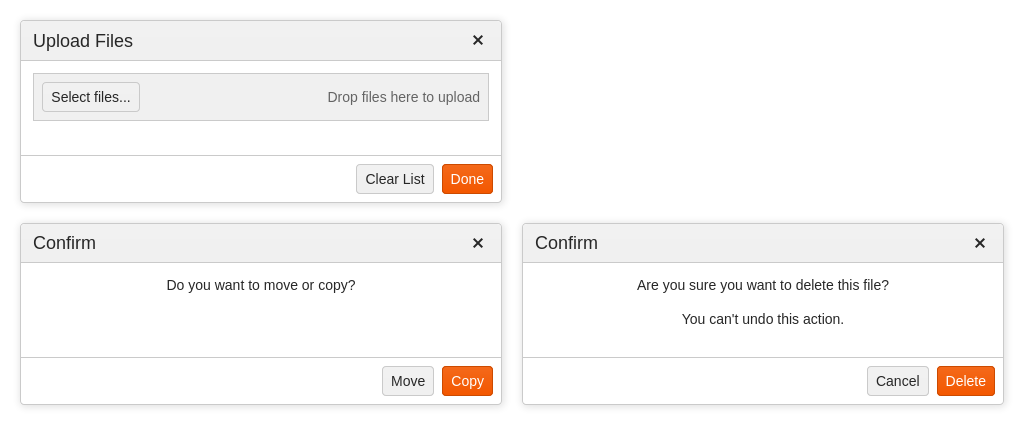 Upload Files ✕
Select files... Drop files here to upload
Clear List Done
Confirm ✕
Do you want to move or copy?
Move Copy
Confirm ✕
Are you sure you want to delete this file?
You can't undo this action.
Cancel Delete